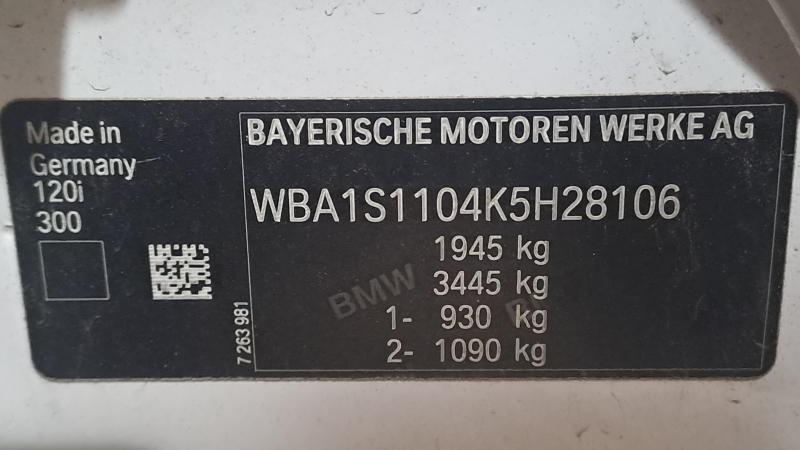 Made in
Germany
120i
300
7 263 981
BAYERISCHE MOTOREN WERKE AG
WBA1S1104K5H28106
1945 kg
3445 kg
1- 930 kg
2- 1090 kg
BMW